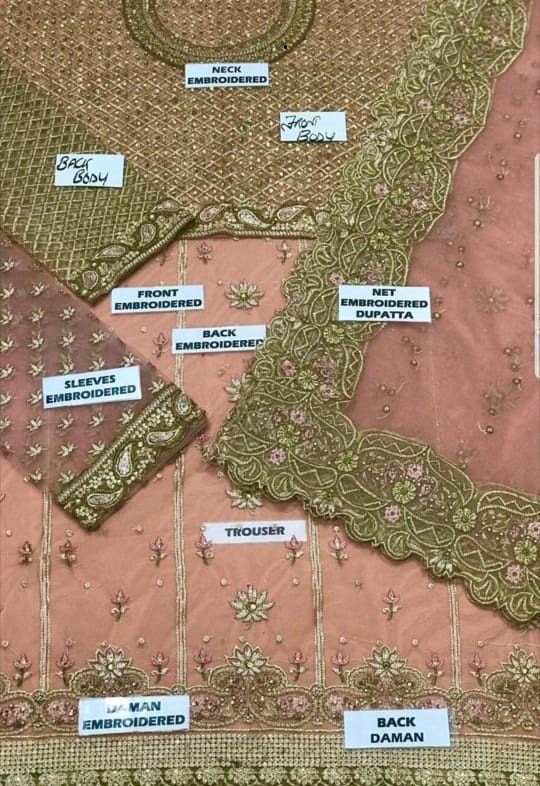 NECK
EMBROIDERED
FRONT
BODY
BACK
BODY
FRONT
EMBROIDERED
NET
EMBROIDERED
DUPATTA
BACK
EMBROIDERED
SLEEVES
EMBROIDERED
TROUSER
DAMAN
EMBROIDERED
BACK
DAMAN